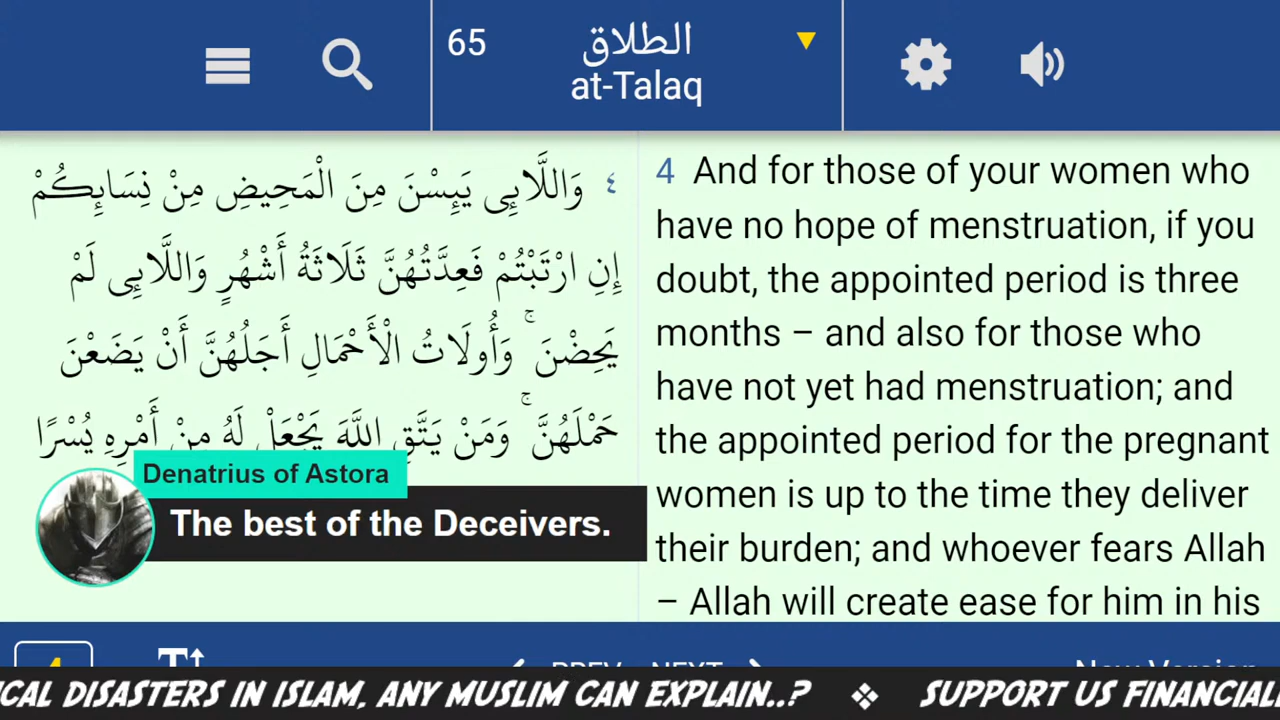 65
الطلاق
at-Talaq
٤ وَاللَّائِي يَئِسْنَ مِنَ الْمَحِيضِ مِنْ نِسَائِكُمْ
إِنِ ارْتَبْتُمْ فَعِدَّتُهُنَّ ثَلَاثَةُ أَشْهُرٍ وَاللَّائِي لَمْ
يَحِضْنَ ۚ وَأُولَاتُ الْأَحْمَالِ أَجَلُهُنَّ أَنْ يَضَعْنَ
حَمْلَهُنَّ ۚ وَمَنْ يَتَّقِ اللَّهَ يَجْعَلْ لَهُ مِنْ أَمْرِهِ يُسْرًا
4 And for those of your women who
have no hope of menstruation, if you
doubt, the appointed period is three
months – and also for those who
have not yet had menstruation; and
the appointed period for the pregnant
women is up to the time they deliver
their burden; and whoever fears Allah
– Allah will create ease for him in his
Denatrius of Astora
The best of the Deceivers.
PREV NEXT
New Version
ICAL DISASTERS IN ISLAM, ANY MUSLIM CAN EXPLAIN..? ❖ SUPPORT US FINANCIAL